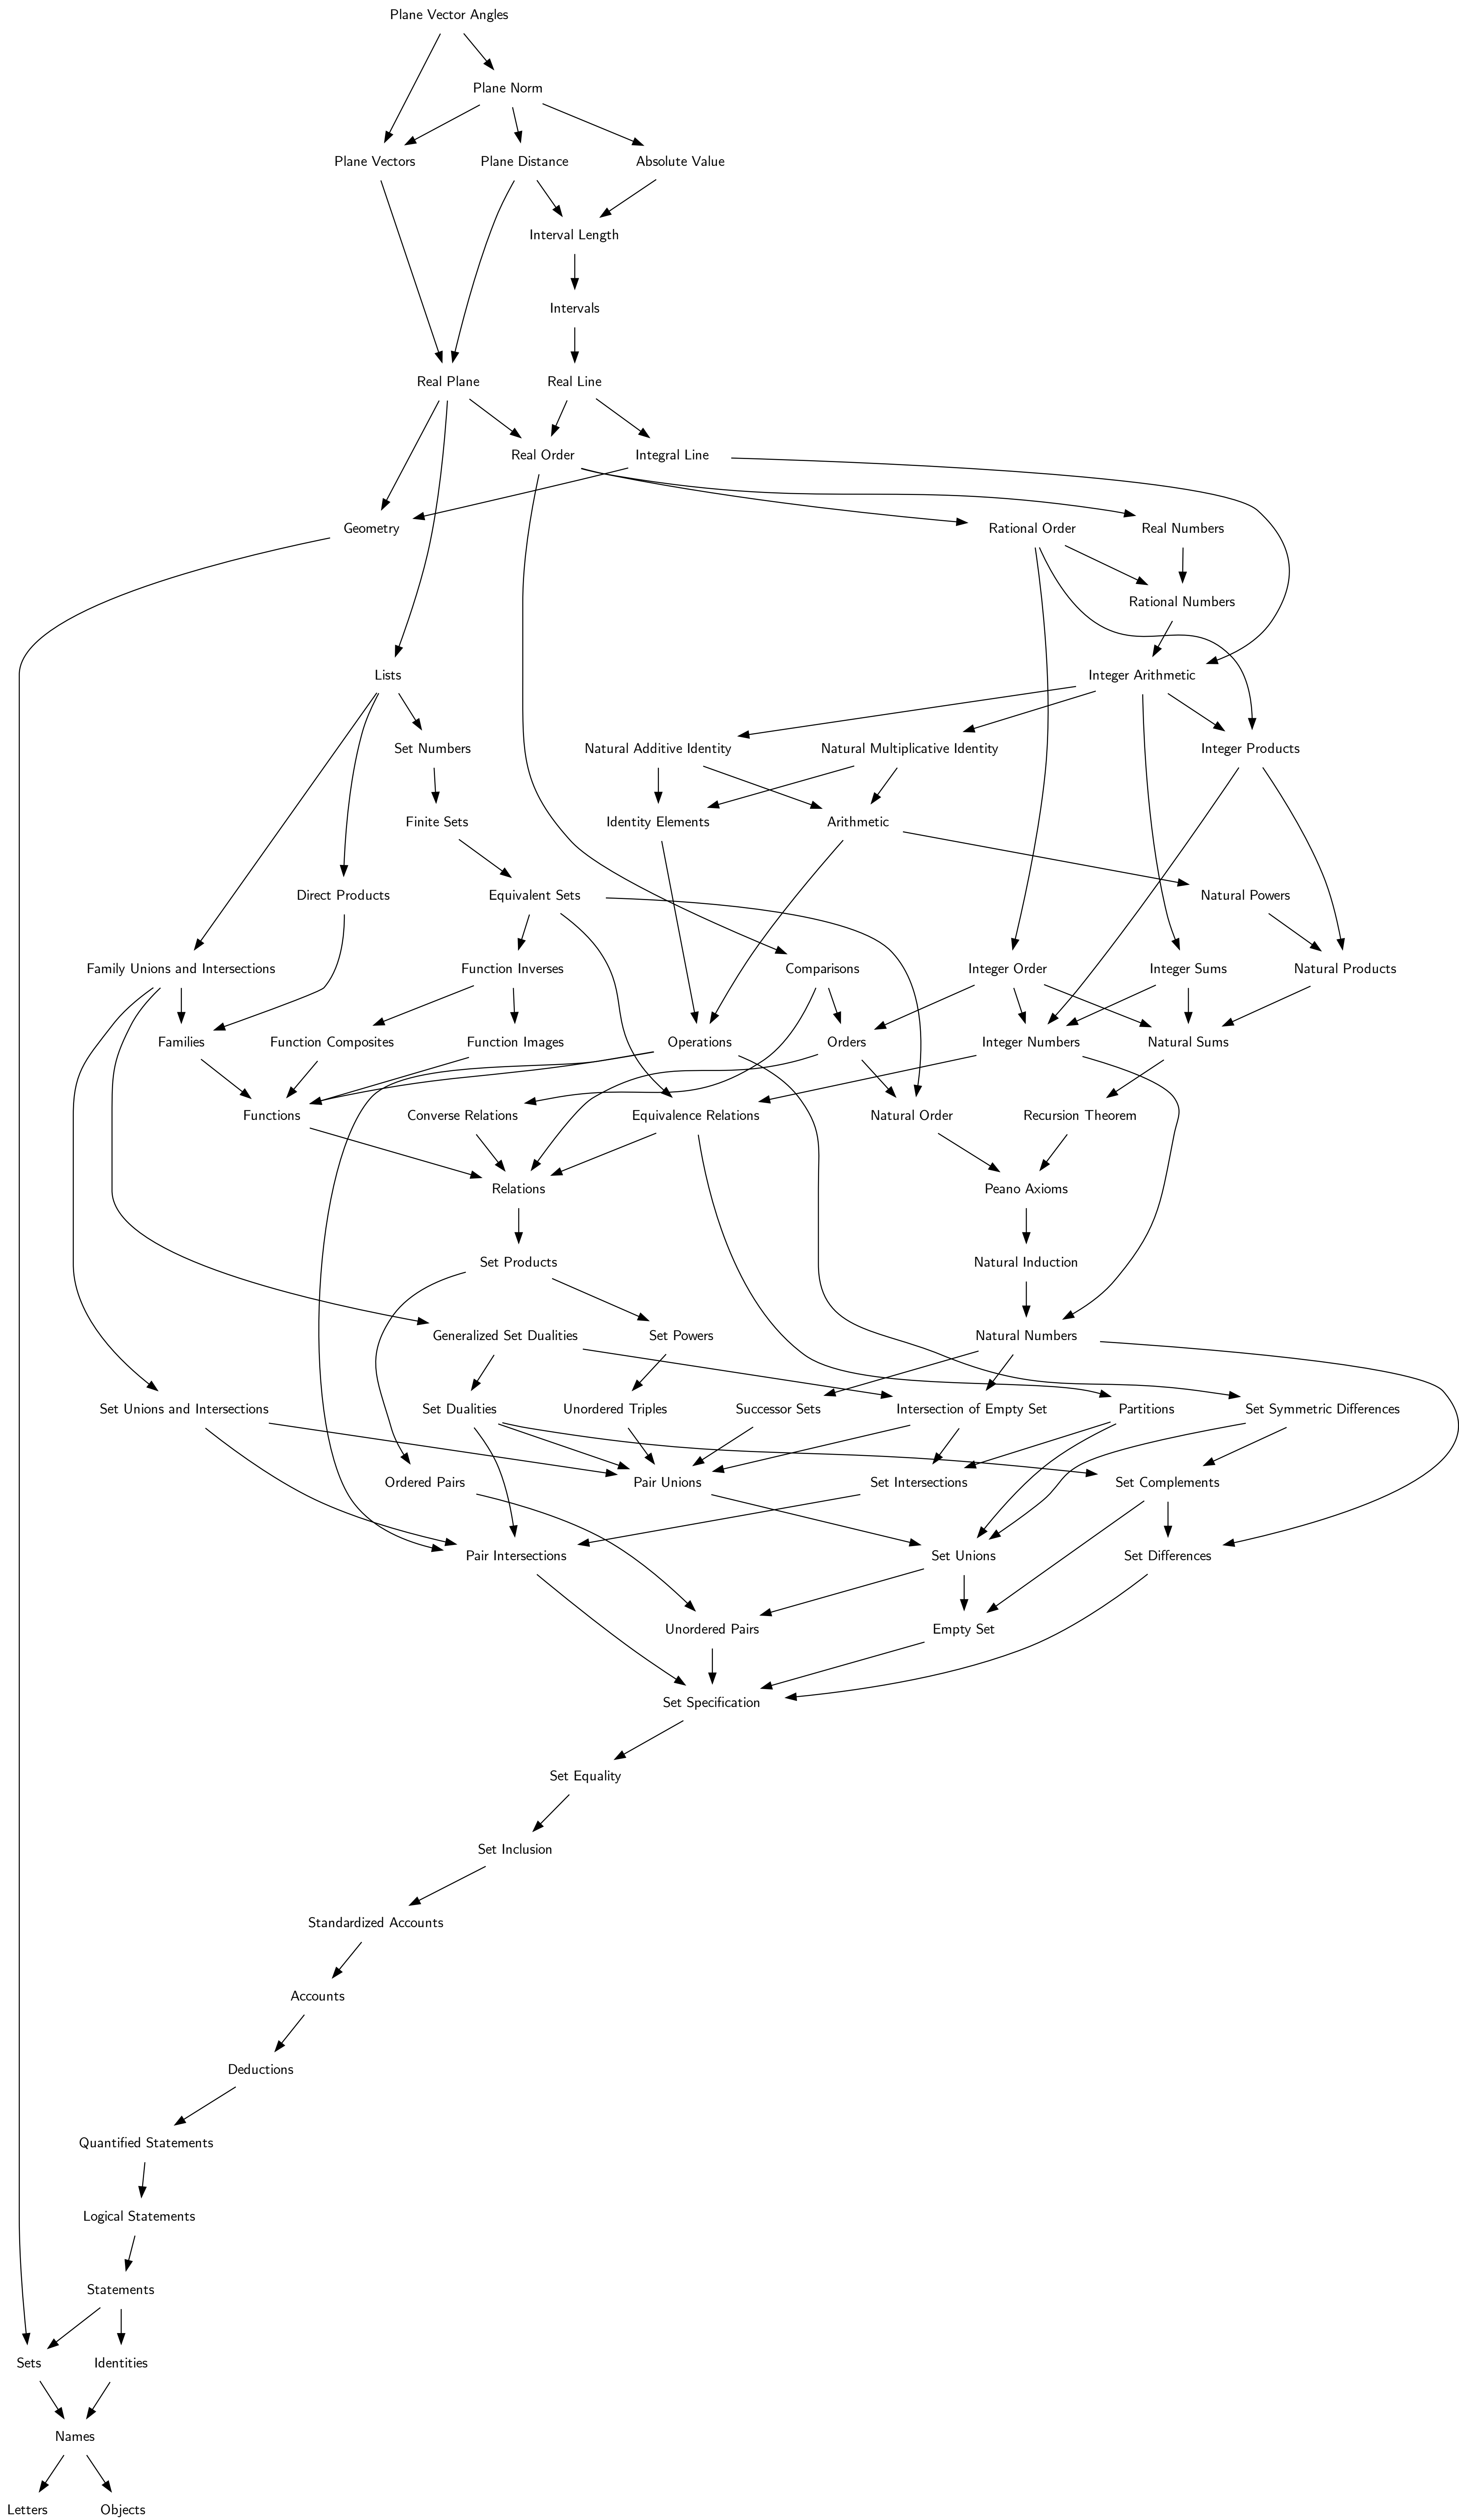 Plane Vector Angles
Plane Norm
Plane Vectors
Plane Distance
Absolute Value
Interval Length
Intervals
Real Plane
Real Line
Real Order
Integral Line
Geometry
Rational Order
Real Numbers
Rational Numbers
Lists
Integer Arithmetic
Set Numbers
Natural Additive Identity
Natural Multiplicative Identity
Integer Products
Finite Sets
Identity Elements
Arithmetic
Direct Products
Equivalent Sets
Natural Powers
Family Unions and Intersections
Function Inverses
Comparisons
Integer Order
Integer Sums
Natural Products
Families
Function Composites
Function Images
Operations
Orders
Integer Numbers
Natural Sums
Functions
Converse Relations
Equivalence Relations
Natural Order
Recursion Theorem
Relations
Peano Axioms
Set Products
Natural Induction
Generalized Set Dualities
Set Powers
Natural Numbers
Set Unions and Intersections
Set Dualities
Unordered Triples
Successor Sets
Intersection of Empty Set
Partitions
Set Symmetric Differences
Ordered Pairs
Pair Unions
Set Intersections
Set Complements
Pair Intersections
Set Unions
Set Differences
Unordered Pairs
Empty Set
Set Specification
Set Equality
Set Inclusion
Standardized Accounts
Accounts
Deductions
Quantified Statements
Logical Statements
Statements
Sets
Identities
Names
Letters
Objects